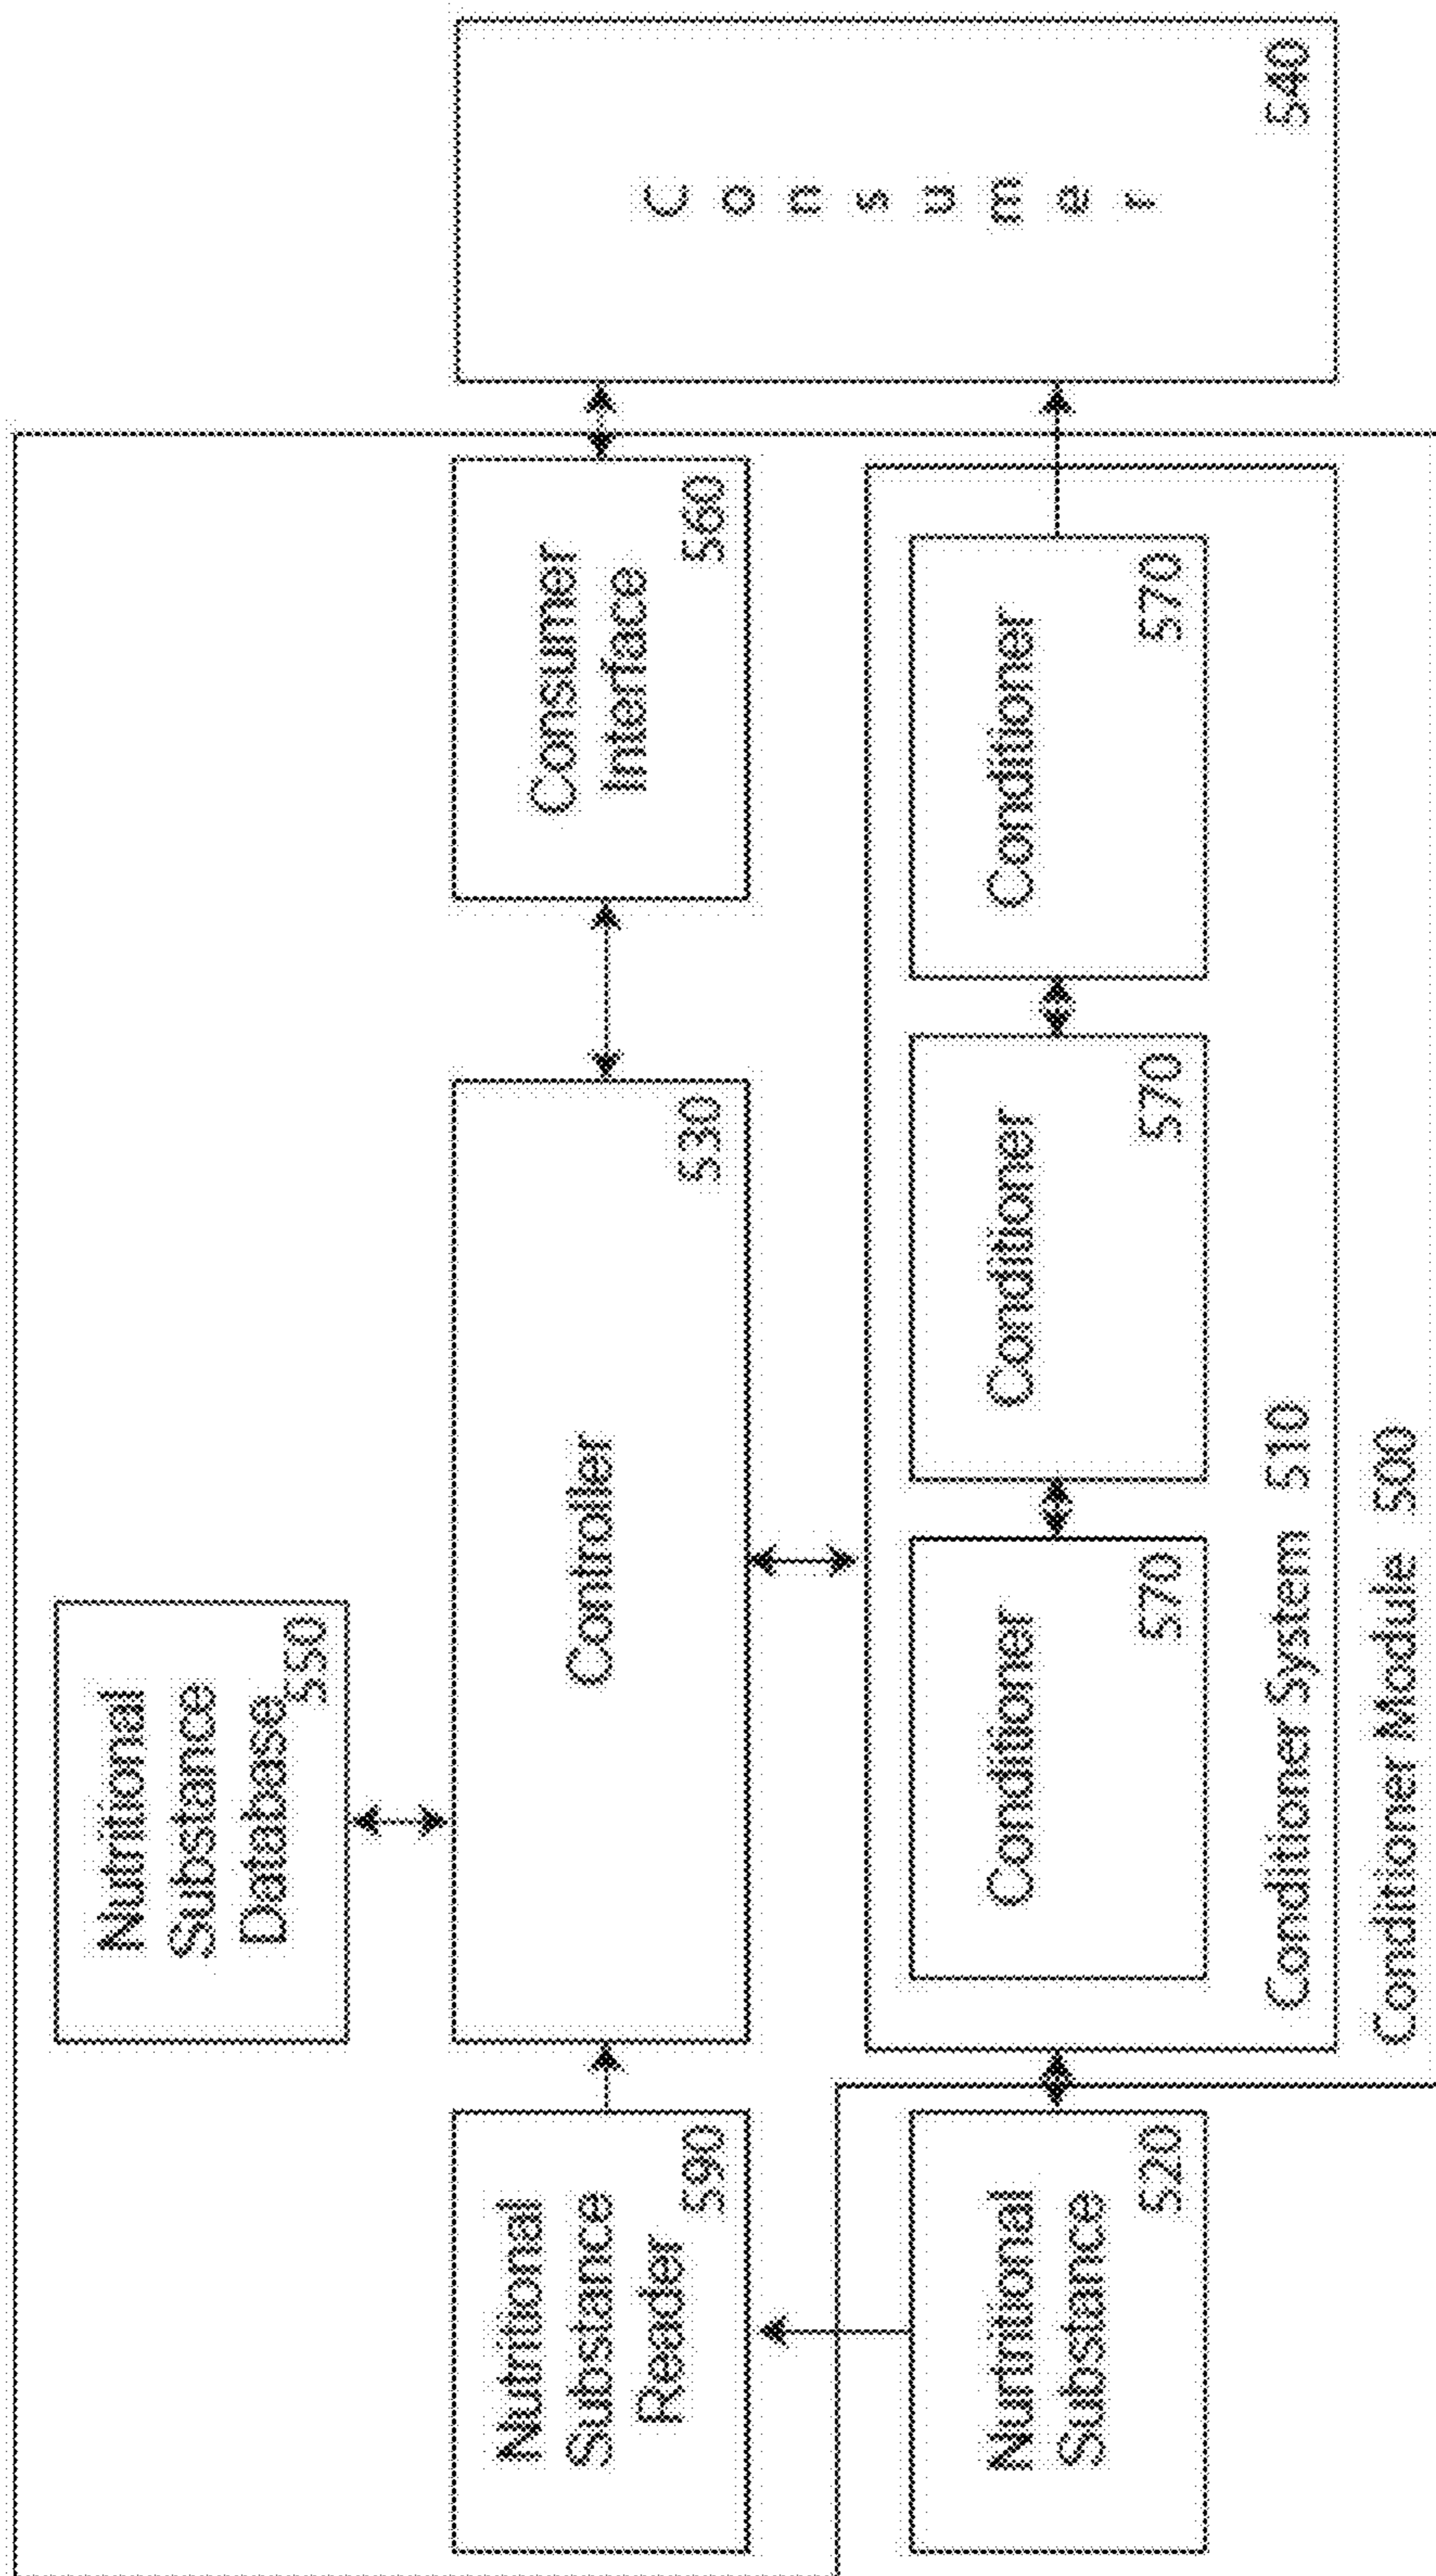 Nutritional
Substance
Database
550
Nutritional
Substance
Reader
590
Controller
530
Consumer
Interface
560
Consumer
540
Nutritional
Substance
520
Conditioner
570
Conditioner
570
Conditioner
570
Conditioner System 510
Conditioner Module 500